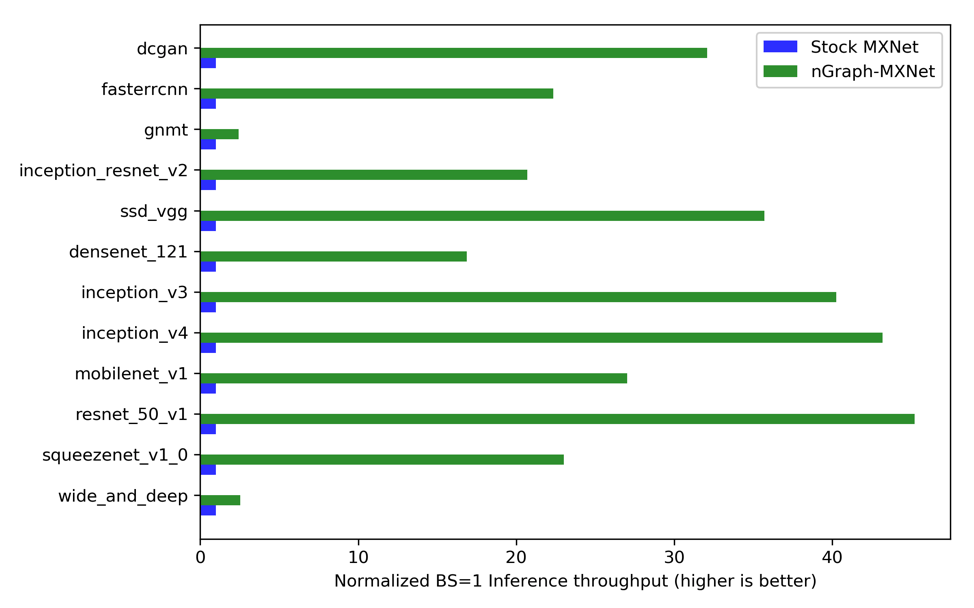 Stock MXNet
nGraph-MXNet
dcgan
fasterrcnn
gnmt
inception_resnet_v2
ssd_vgg
densenet_121
inception_v3
inception_v4
mobilenet_v1
resnet_50_v1
squeezenet_v1_0
wide_and_deep
0 10 20 30 40
Normalized BS=1 Inference throughput (higher is better)